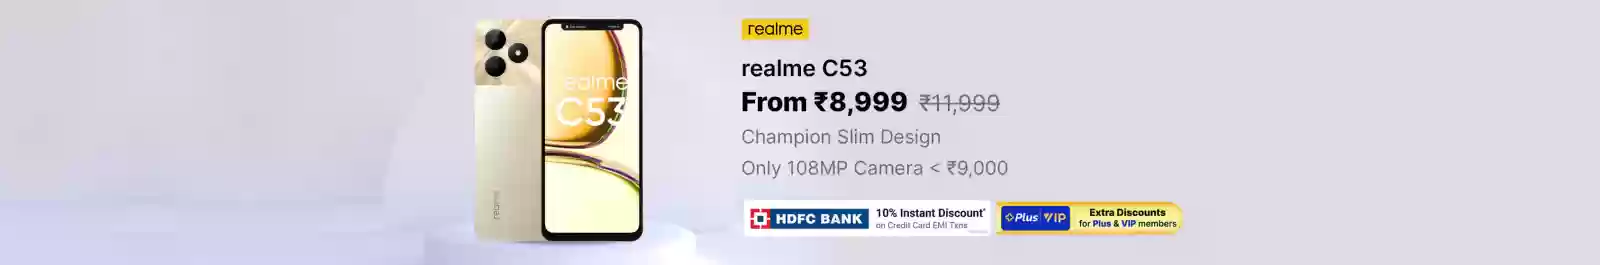 realme
C53
realme
realme
realme C53
From ₹8,999 ₹11,999
Champion Slim Design
Only 108MP Camera < ₹9,000
HDFC BANK
10% Instant Discount*
on Credit Card EMI Txns
Plus VIP
Extra Discounts
for Plus & VIP members